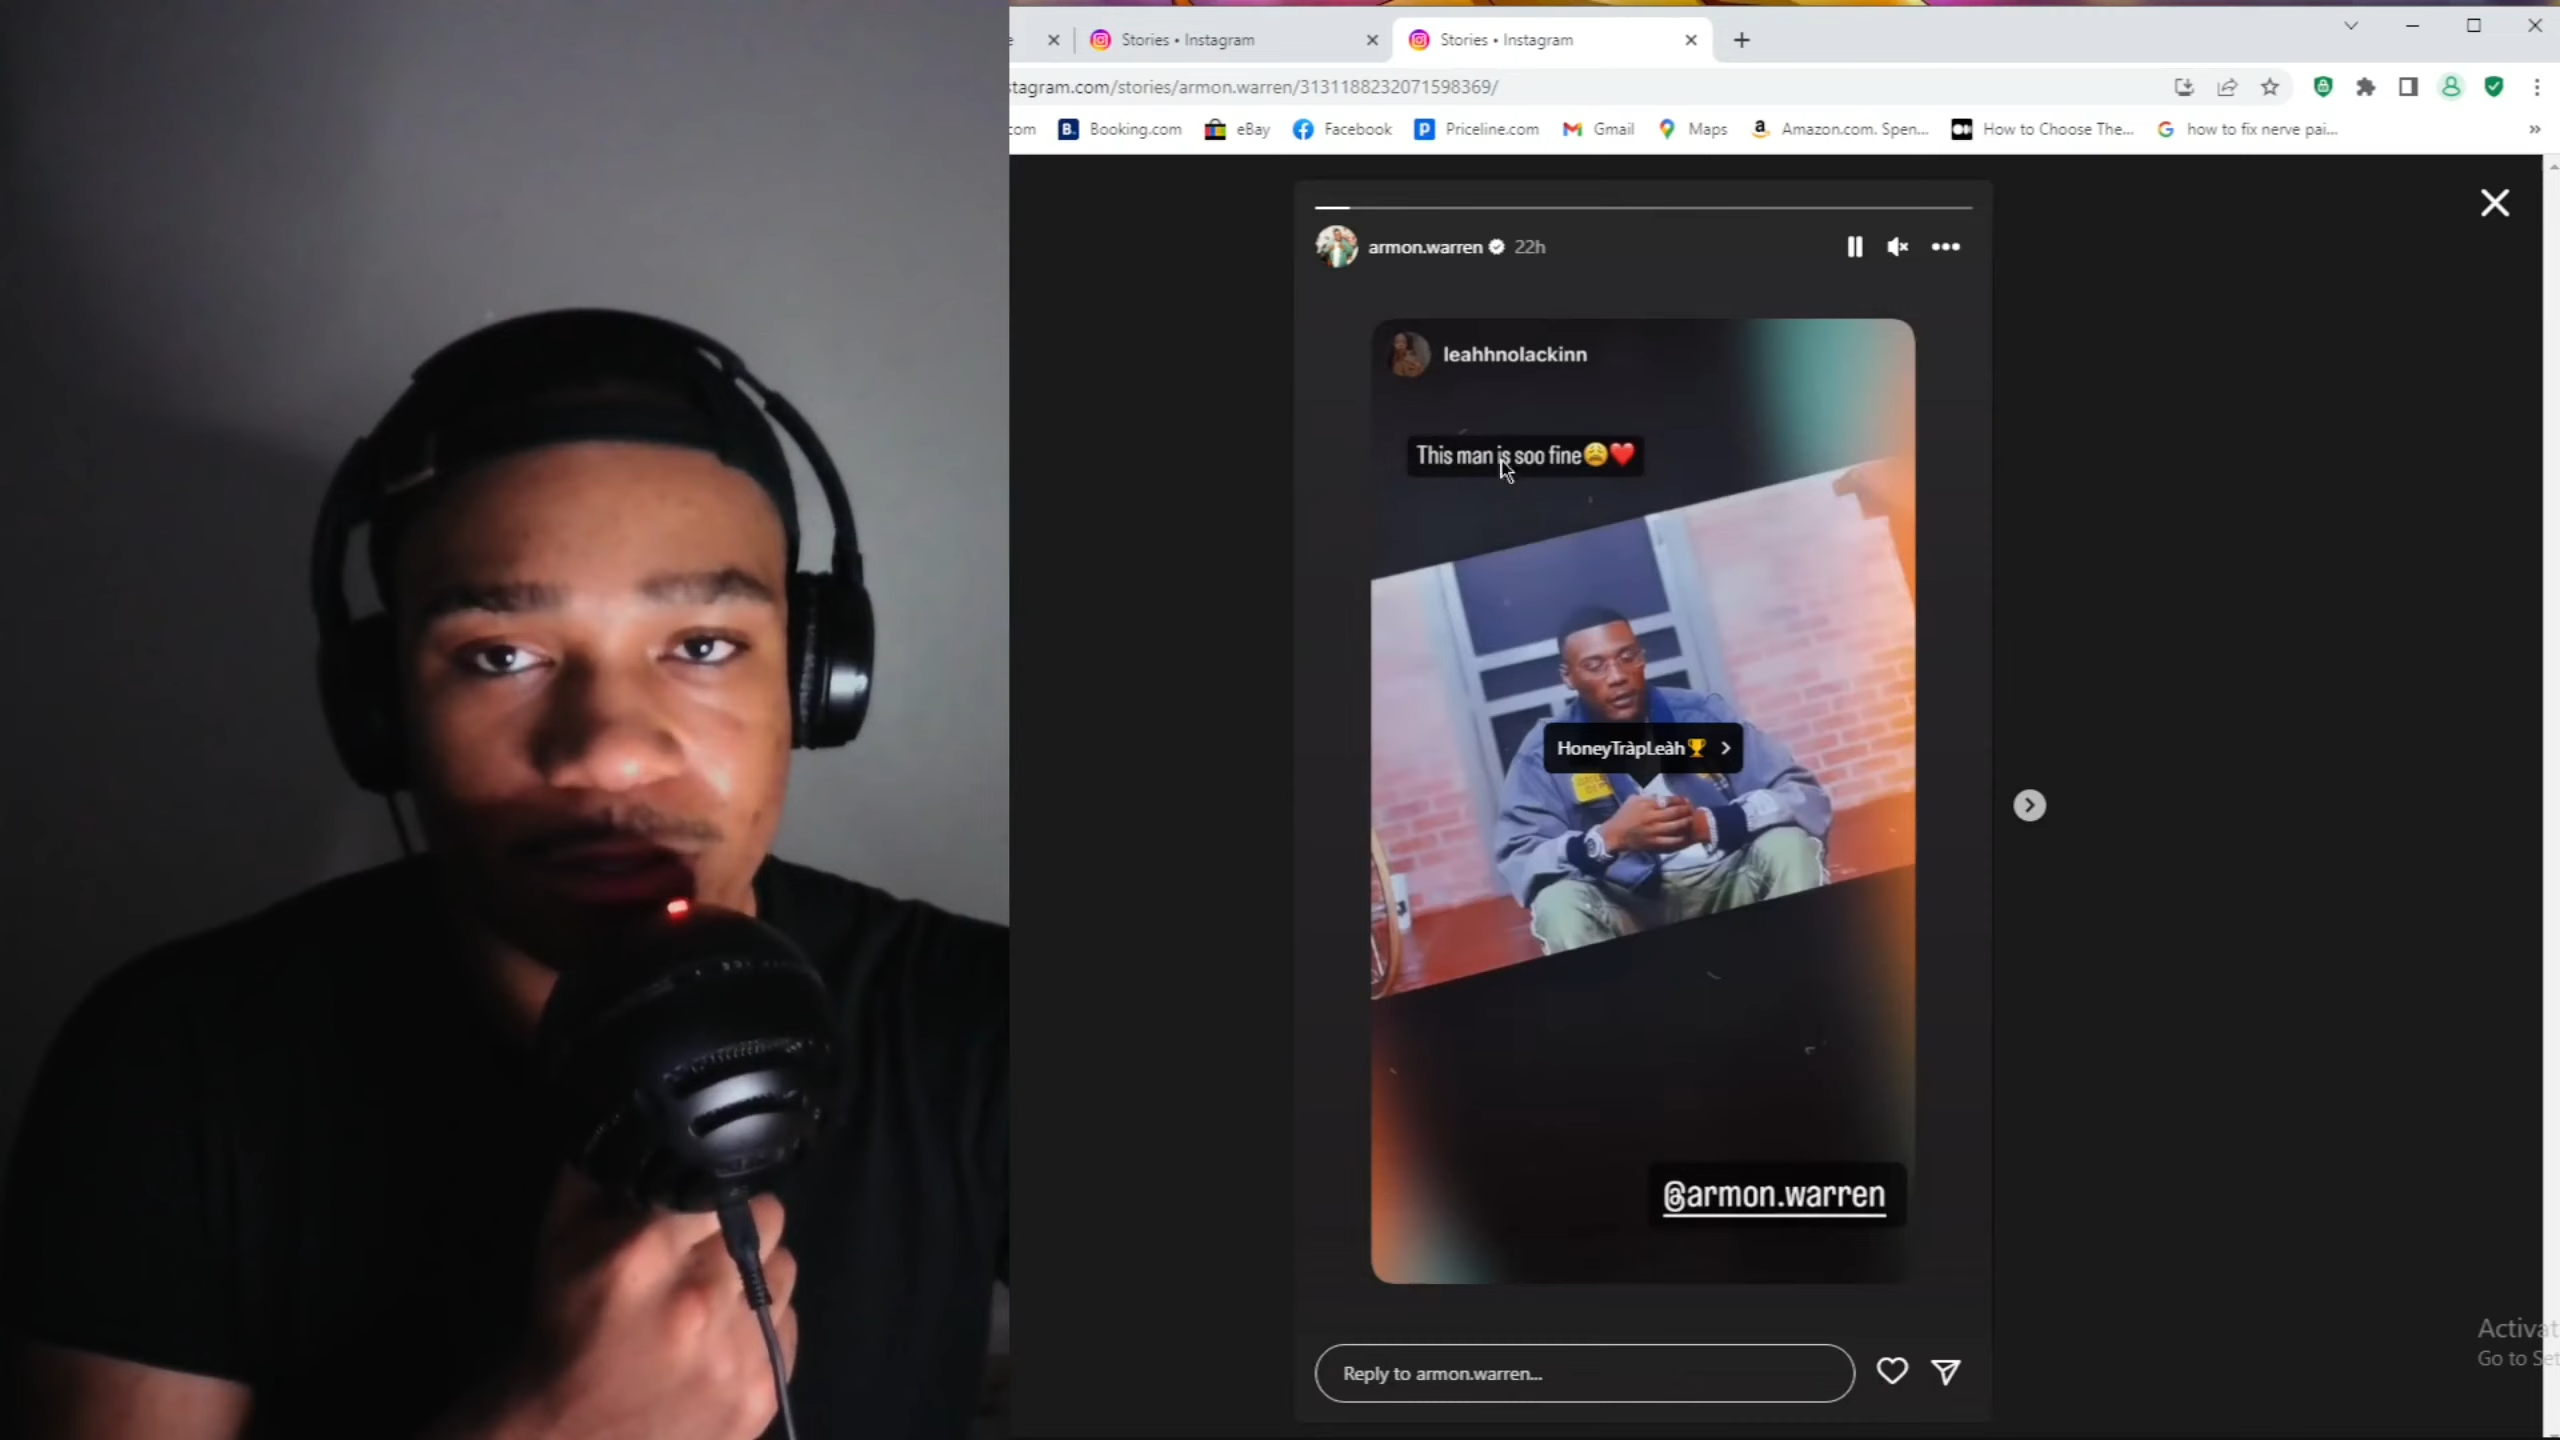 e
Stories • Instagram
Stories • Instagram
stagram.com/stories/armon.warren/3131188232071598369/
com
Booking.com
eBay
Facebook
Priceline.com
Gmail
Maps
Amazon.com. Spen...
How to Choose The...
how to fix nerve pai...
armon.warren 22h
leahhnolackinn
This man is soo fine😩❤️
HoneyTràpLeàh🏆
@armon.warren
Reply to armon.warren...
Activat
Go to Set